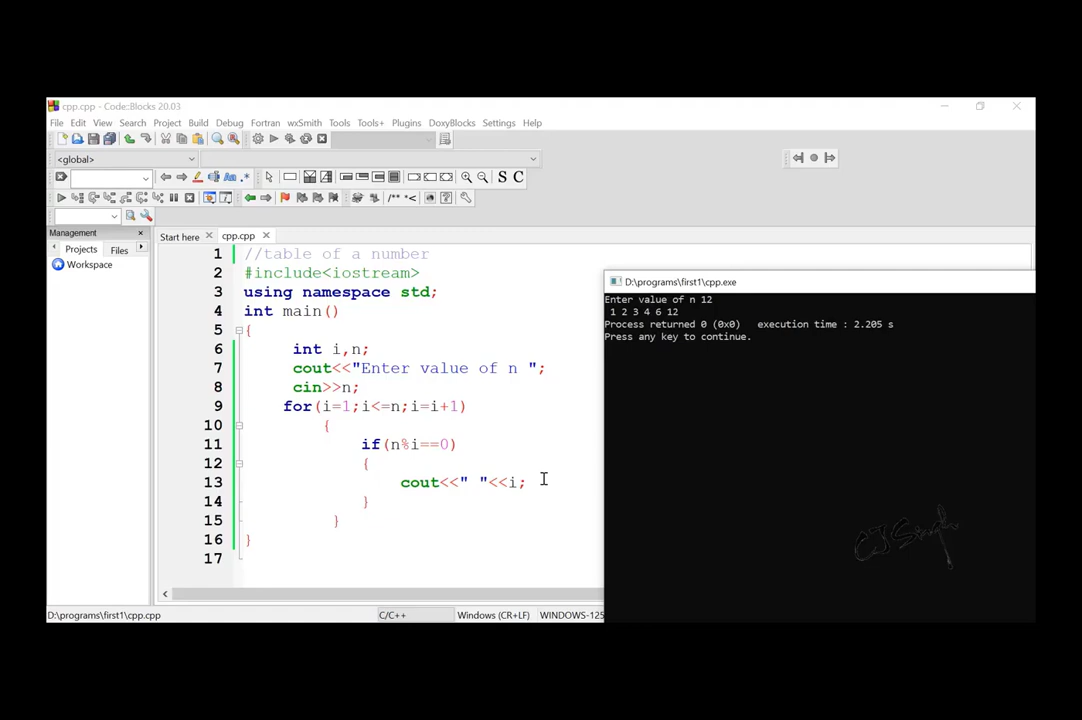 cpp.cpp - Code::Blocks 20.03
File Edit View Search Project Build Debug Fortran wxSmith Tools Tools+ Plugins DoxyBlocks Settings Help
<global>
S C
/** *<
Management
Start here
cpp.cpp
Projects
Files
Workspace
1 //table of a number
2 #include<iostream>
3 using namespace std;
4 int main()
5 {
6 int i,n;
7 cout<<"Enter value of n ";
8 cin>>n;
9 for(i=1;i<=n;i=i+1)
10 {
11 if(n%i==0)
12 {
13 cout<<" "<<i;
14 }
15 }
16 }
17
D:\programs\first1\cpp.exe
Enter value of n 12
1 2 3 4 6 12
Process returned 0 (0x0) execution time : 2.205 s
Press any key to continue.
CJSingh
D:\programs\first1\cpp.cpp
C/C++
Windows (CR+LF)
WINDOWS-125